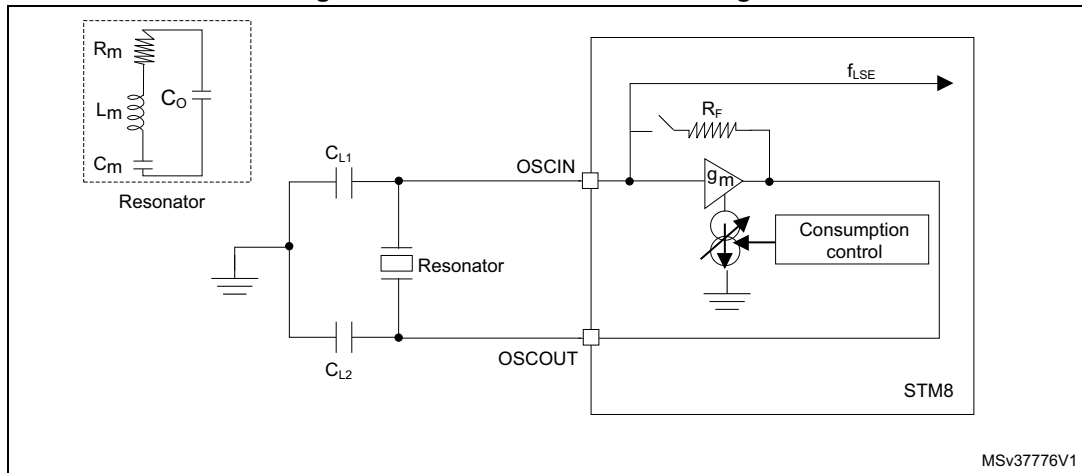 Rm
Lm
CO
Cm
Resonator
CL1
CL2
Resonator
OSCIN
OSCOUT
fLSE
RF
gm
Consumption
control
STM8
MSv37776V1